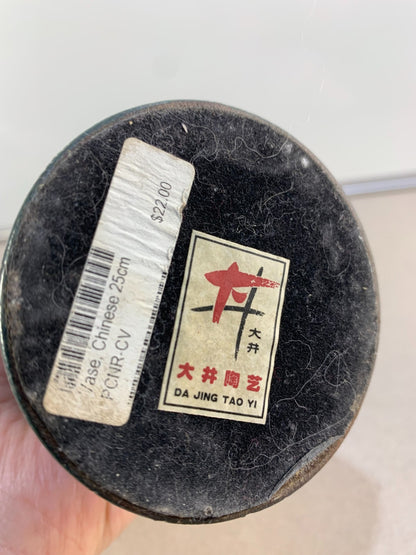 $22.00
Vase, Chinese 25cm
PCNR-CV
大井
大井陶艺
DA JING TAO YI